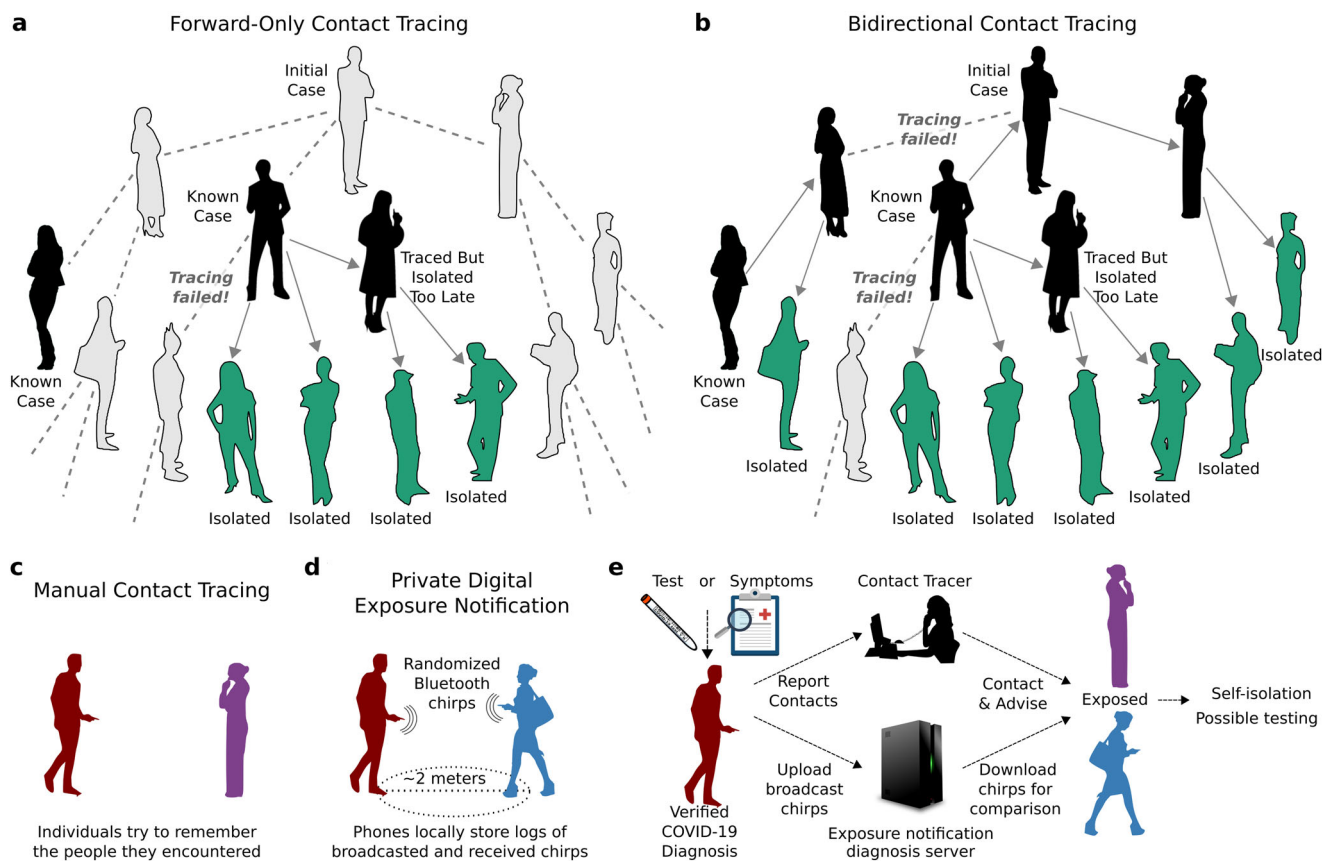 a
Forward-Only Contact Tracing
Initial
Case
Known
Case
Tracing
failed!
Traced But
Isolated
Too Late
Known
Case
Isolated
Isolated
Isolated
Isolated
b
Bidirectional Contact Tracing
Initial
Case
Tracing
failed!
Known
Case
Tracing
failed!
Traced But
Isolated
Too Late
Isolated
Known
Case
Isolated
Isolated
Isolated
Isolated
Isolated
Isolated
c
Manual Contact Tracing
Individuals try to remember
the people they encountered
d
Private Digital
Exposure Notification
Randomized
Bluetooth
chirps
~2 meters
Phones locally store logs of
broadcasted and received chirps
e
Test or Symptoms
Contact Tracer
Report
Contacts
Contact
& Advise
Exposed
Self-isolation
Possible testing
Upload
broadcast
chirps
Download
chirps for
comparison
Verified
COVID-19
Diagnosis
Exposure notification
diagnosis server